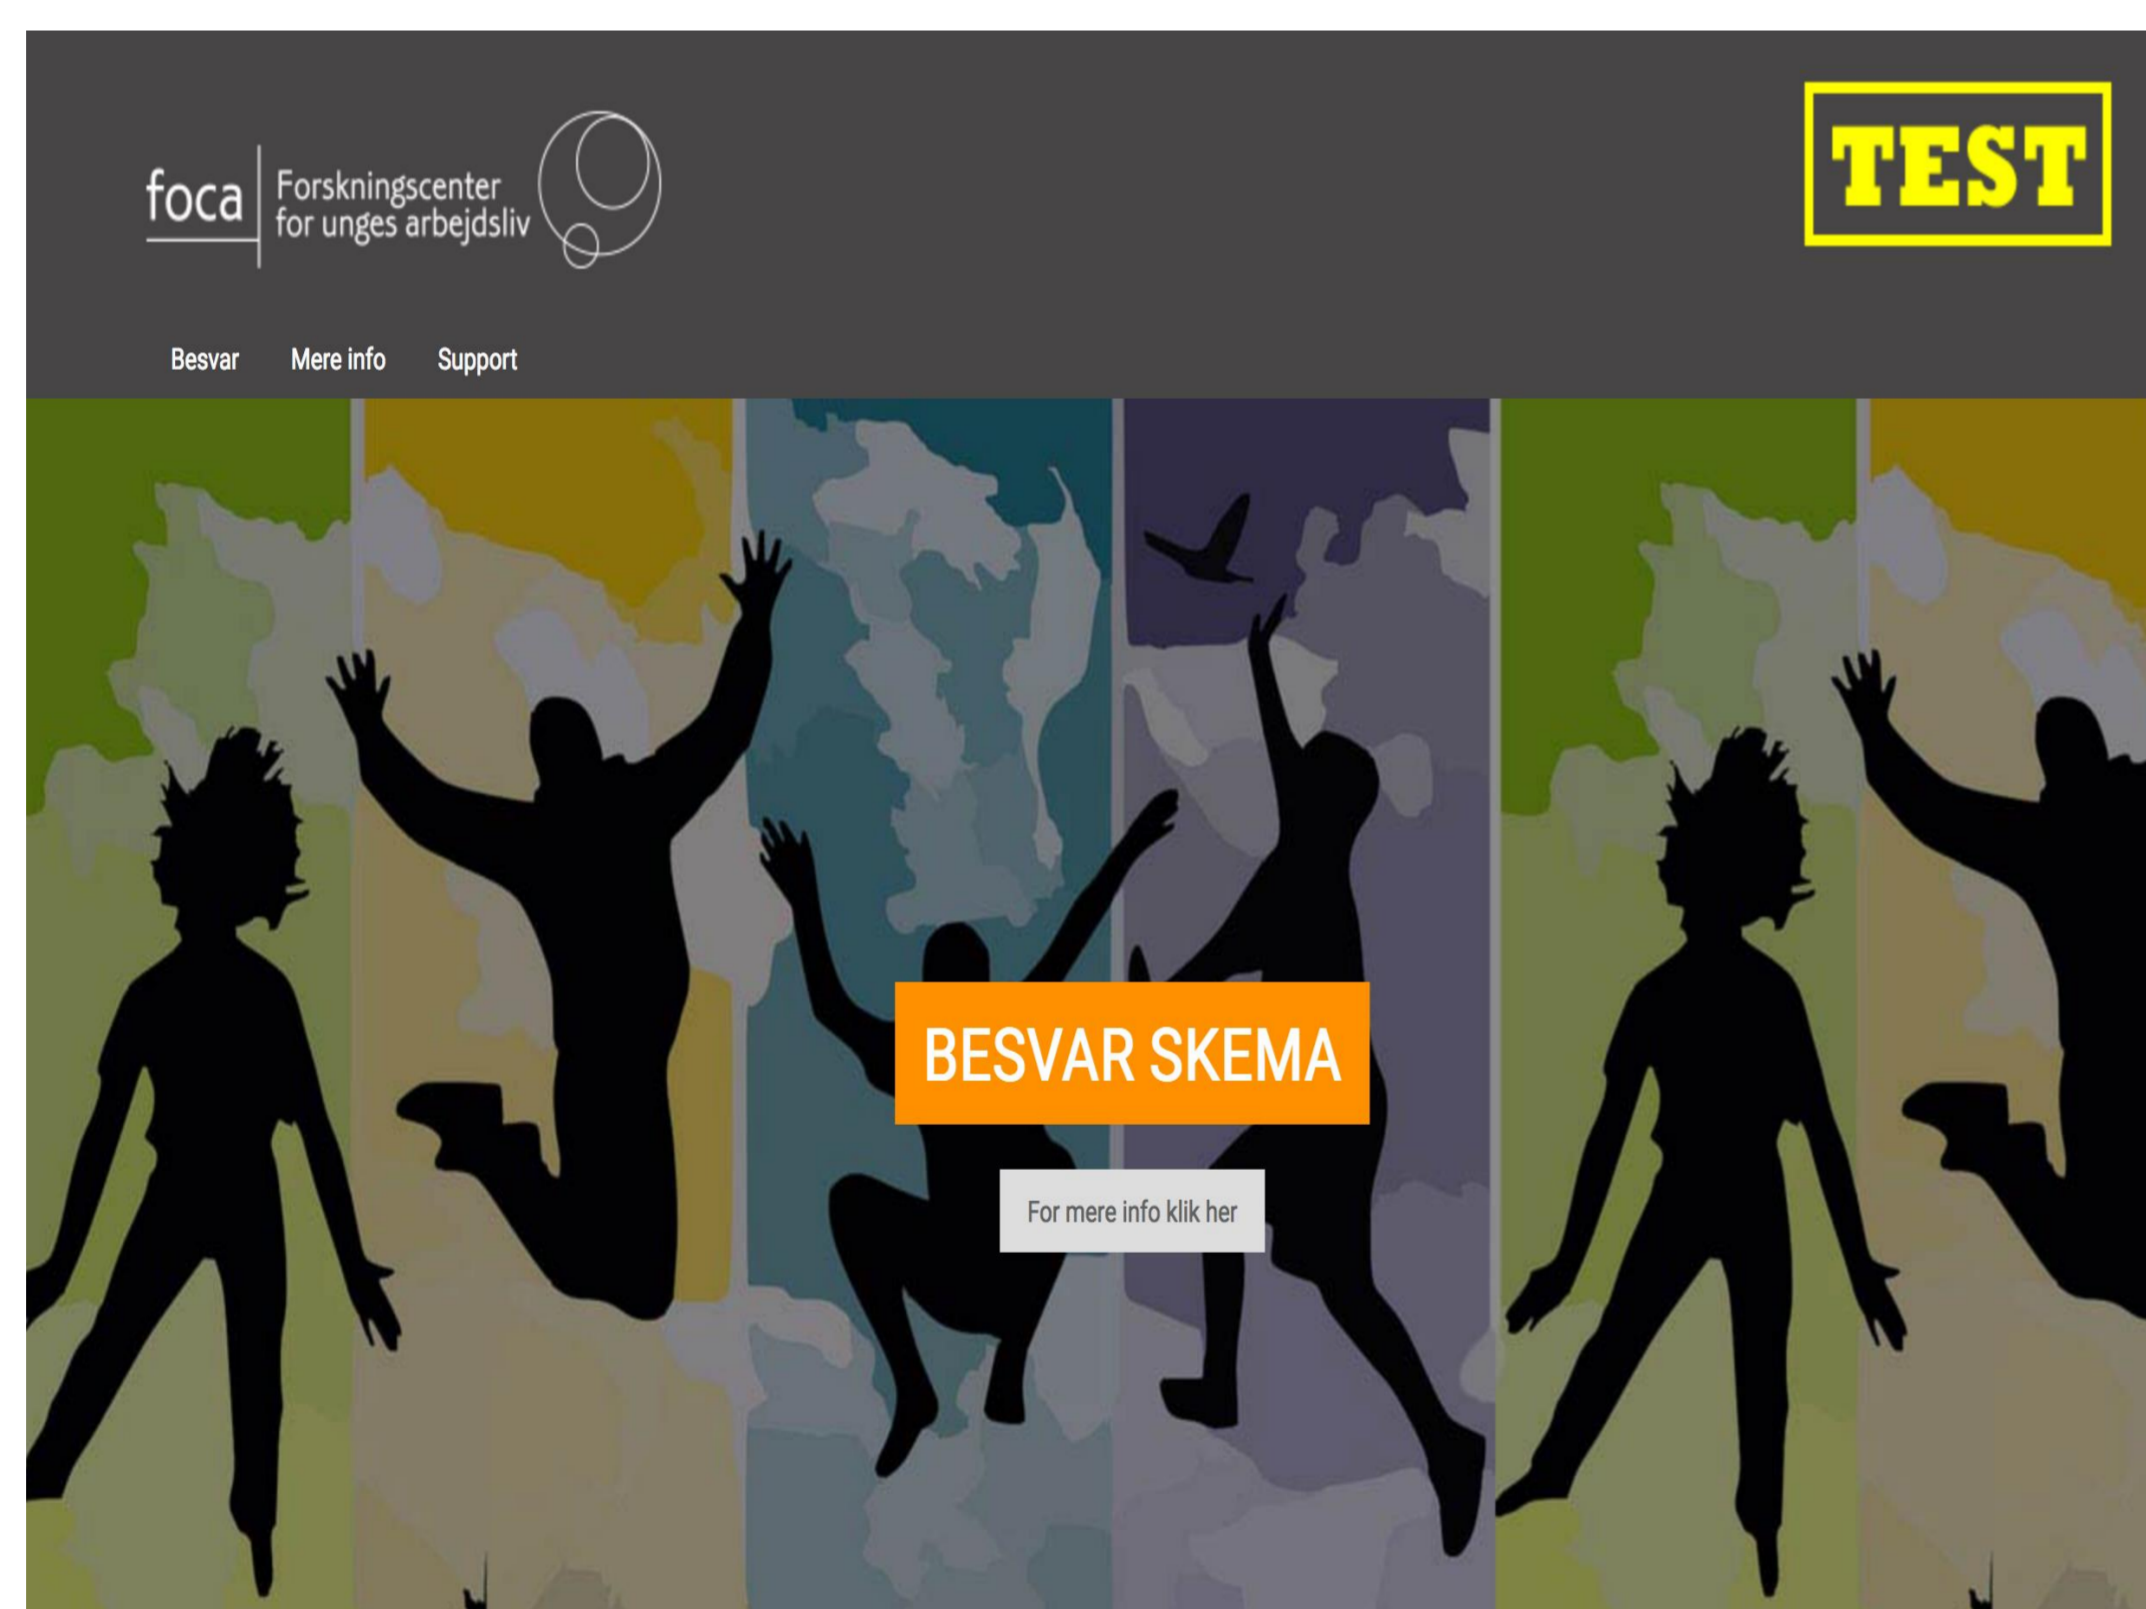 foca
Forskningscenter
for unges arbejdsliv
TEST
Besvar Mere info Support
BESVAR SKEMA
For mere info klik her